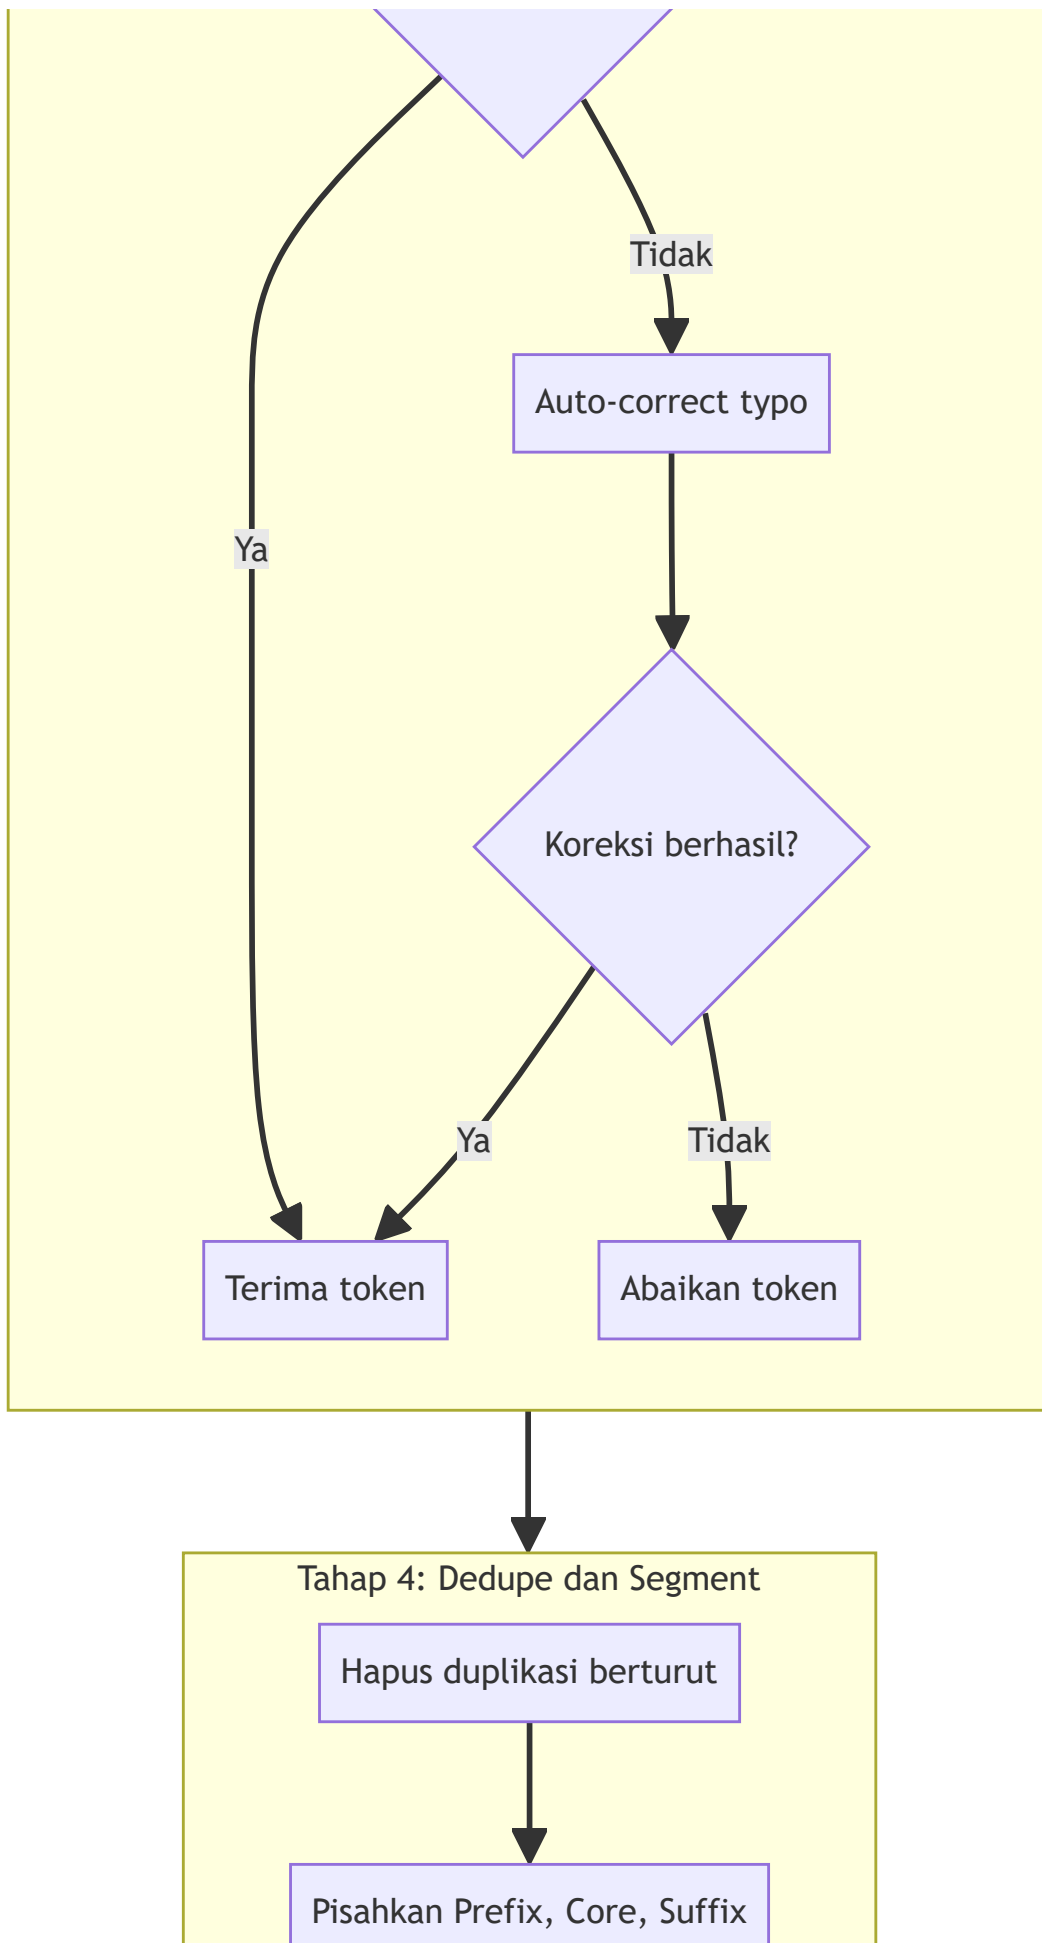 Tidak
Auto-correct typo
Ya
Koreksi berhasil?
Ya
Tidak
Terima token
Abaikan token
Tahap 4: Dedupe dan Segment
Hapus duplikasi berturut
Pisahkan Prefix, Core, Suffix